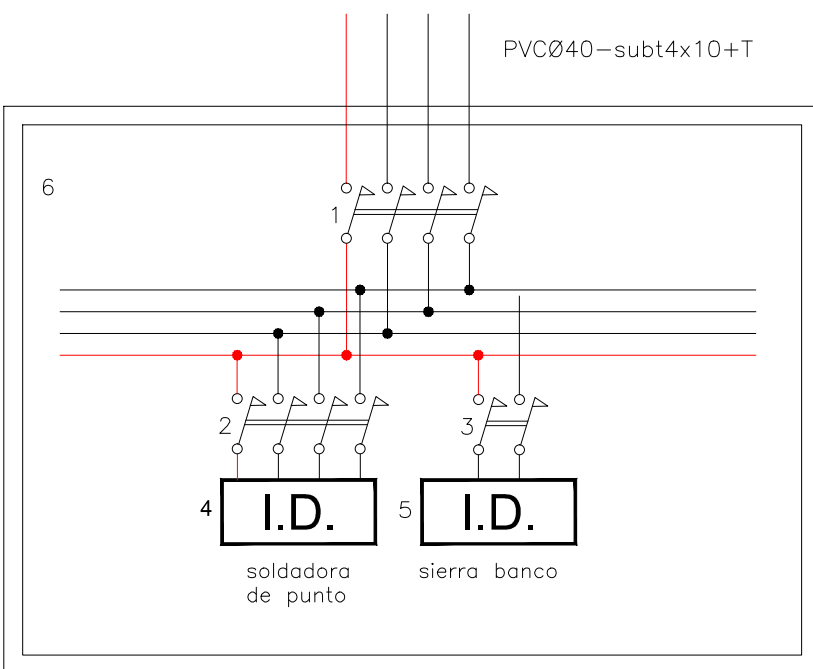 PVCØ40-subt4x10+T
6
1
2
3
4
I.D.
5
I.D.
soldadora
de punto
sierra banco